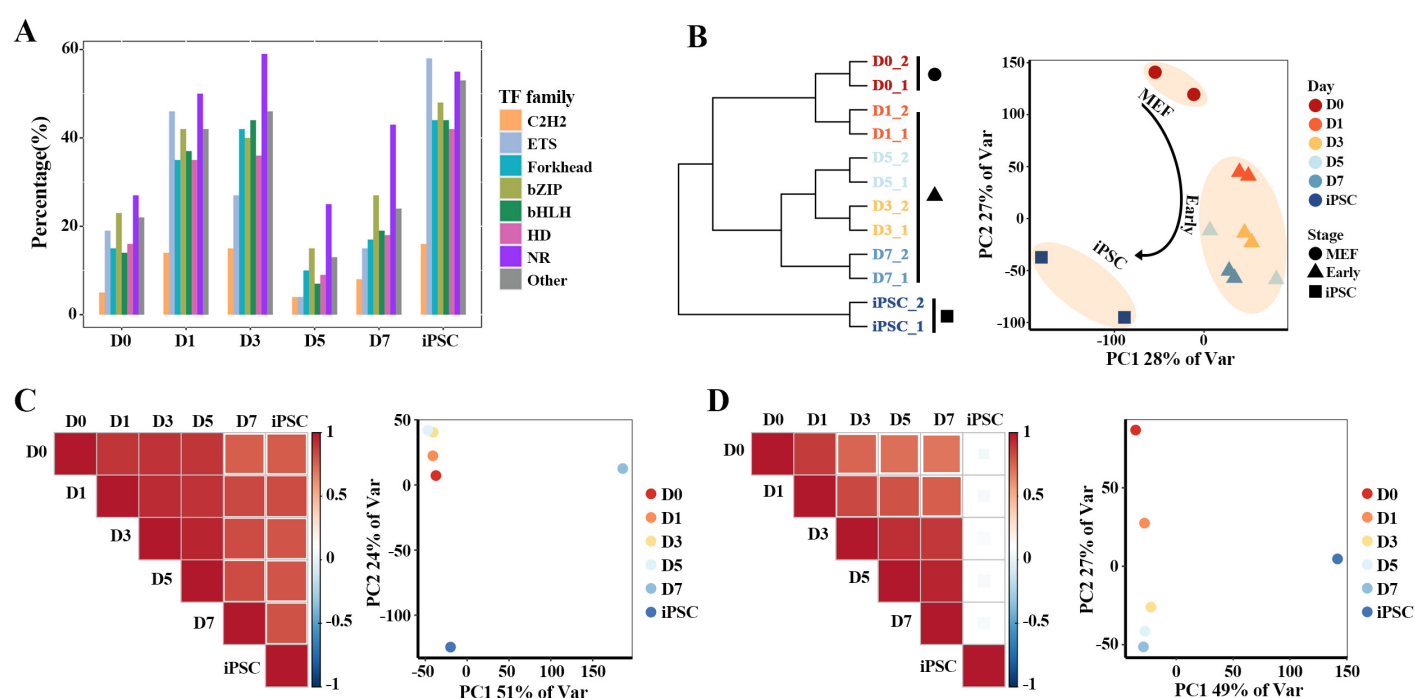 A
Percentage(%)
60
40
20
0
D0 D1 D3 D5 D7 iPSC
TF family
C2H2
ETS
Forkhead
bZIP
bHLH
HD
NR
Other
B
D0_2
D0_1
D1_2
D1_1
D5_2
D5_1
D3_2
D3_1
D7_2
D7_1
iPSC_2
iPSC_1
PC2 27% of Var
150
100
50
0
-50
-100
-100 0
PC1 28% of Var
MEF
Early
iPSC
Day
D0
D1
D3
D5
D7
iPSC
Stage
MEF
Early
iPSC
C
D0 D1 D3 D5 D7 iPSC
D0
D1
D3
D5
D7
iPSC
1
0.5
0
-0.5
-1
PC2 24% of Var
50
0
-50
-100
-50 0 50 100 150
PC1 51% of Var
D0
D1
D3
D5
D7
iPSC
D
D0 D1 D3 D5 D7 iPSC
D0
D1
D3
D5
D7
iPSC
1
0.5
0
-0.5
-1
PC2 27% of Var
50
0
-50
0 50 100 150
PC1 49% of Var
D0
D1
D3
D5
D7
iPSC